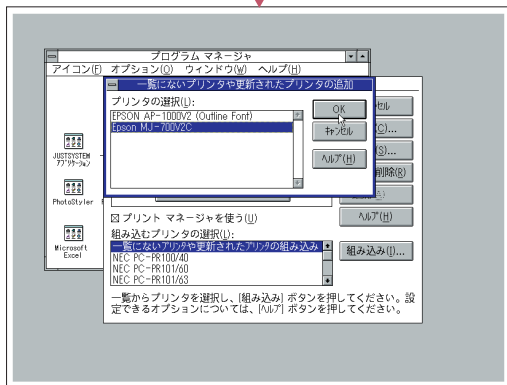 プログラム マネージャ
アイコン(F) オプション(O) ウィンドウ(W) ヘルプ(H)
一覧にないプリンタや更新されたプリンタの追加
プリンタの選択(L):
EPSON AP-1000V2 (Outline Font)
Epson MJ-700V2C
OK
キャンセル
ヘルプ(H)
セル
(C)...
(S)...
削除(R)
JUSTSYSTEM
アプリケーション
PhotoStyler
Microsoft
Excel
プリント マネージャを使う(U)
ヘルプ(H)
組み込むプリンタの選択(L):
一覧にないプリンタや更新されたプリンタの組み込み
NEC PC-PR100/40
NEC PC-PR101/60
NEC PC-PR101/63
組み込み(I)...
一覧からプリンタを選択し、[組み込み] ボタンを押してください。設
定できるオプションについては、[ヘルプ] ボタンを押してください。